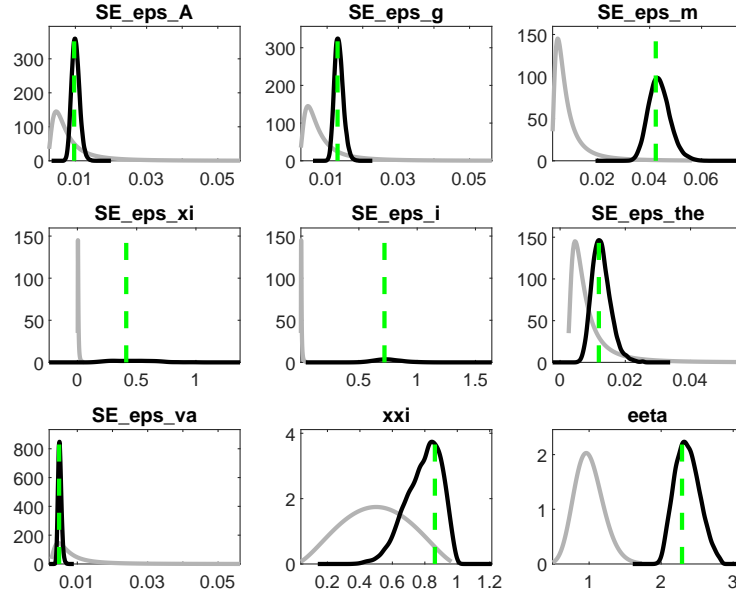 SE_eps_A SE_eps_g SE_eps_m
300 300 150
200 200 100
100 100 50
0 0 0
0.01 0.03 0.05 0.01 0.03 0.05 0.02 0.04 0.06
SE_eps_xi SE_eps_i SE_eps_the
150 150 150
100 100 100
50 50 50
0 0 0
0 0.5 1 0.5 1 1.5 0 0.02 0.04
SE_eps_va xxi eeta
800 4 2
600 2 1
400 0 0
200
0
0.01 0.03 0.05 0.2 0.4 0.6 0.8 1 1.2 1 2 3